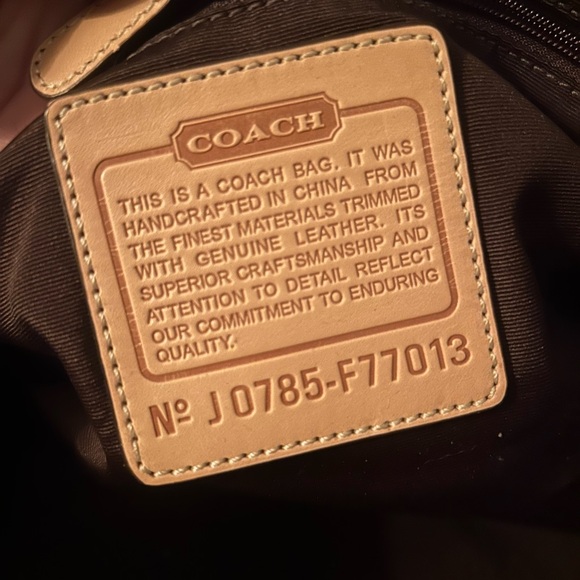 COACH
THIS IS A COACH BAG. IT WAS
HANDCRAFTED IN CHINA FROM
THE FINEST MATERIALS TRIMMED
WITH GENUINE LEATHER. ITS
SUPERIOR CRAFTSMANSHIP AND
ATTENTION TO DETAIL REFLECT
OUR COMMITMENT TO ENDURING
QUALITY.
Nº J0785-F77013